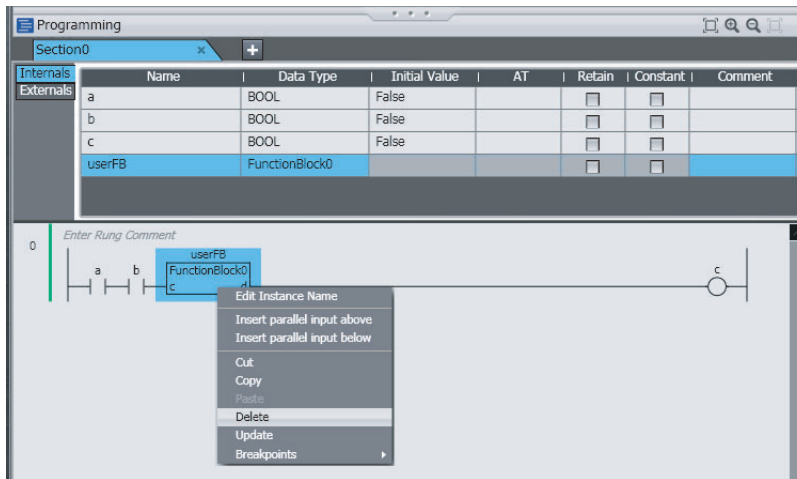 Programming
Section0 × +
Internals
Externals
Name Data Type Initial Value AT Retain Constant Comment
a BOOL False
b BOOL False
c BOOL False
userFB FunctionBlock0
Enter Rung Comment
0
userFB
a b FunctionBlock0 c
c d
Edit Instance Name
Insert parallel input above
Insert parallel input below
Cut
Copy
Paste
Delete
Update
Breakpoints